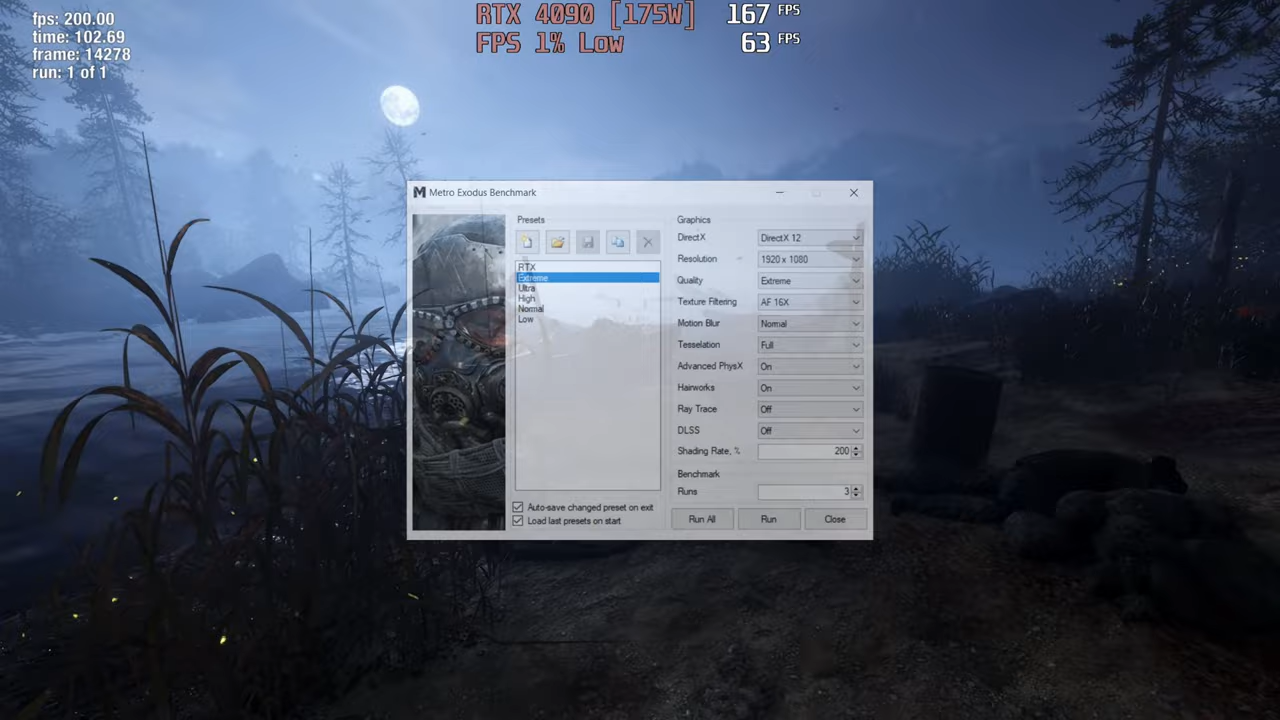 fps: 200.00
time: 102.69
frame: 14278
run: 1 of 1
RTX 4090 [175W] 167 FPS
FPS 1% Low 63 FPS
Metro Exodus Benchmark
Presets
RTX
Extreme
Ultra
High
Normal
Low
Auto-save changed preset on exit
Load last presets on start
Graphics
DirectX DirectX 12
Resolution 1920 x 1080
Quality Extreme
Texture Filtering AF 16X
Motion Blur Normal
Tesselation Full
Advanced PhysX On
Hairworks On
Ray Trace Off
DLSS Off
Shading Rate, % 200
Benchmark
Runs 3
Run All Run Close